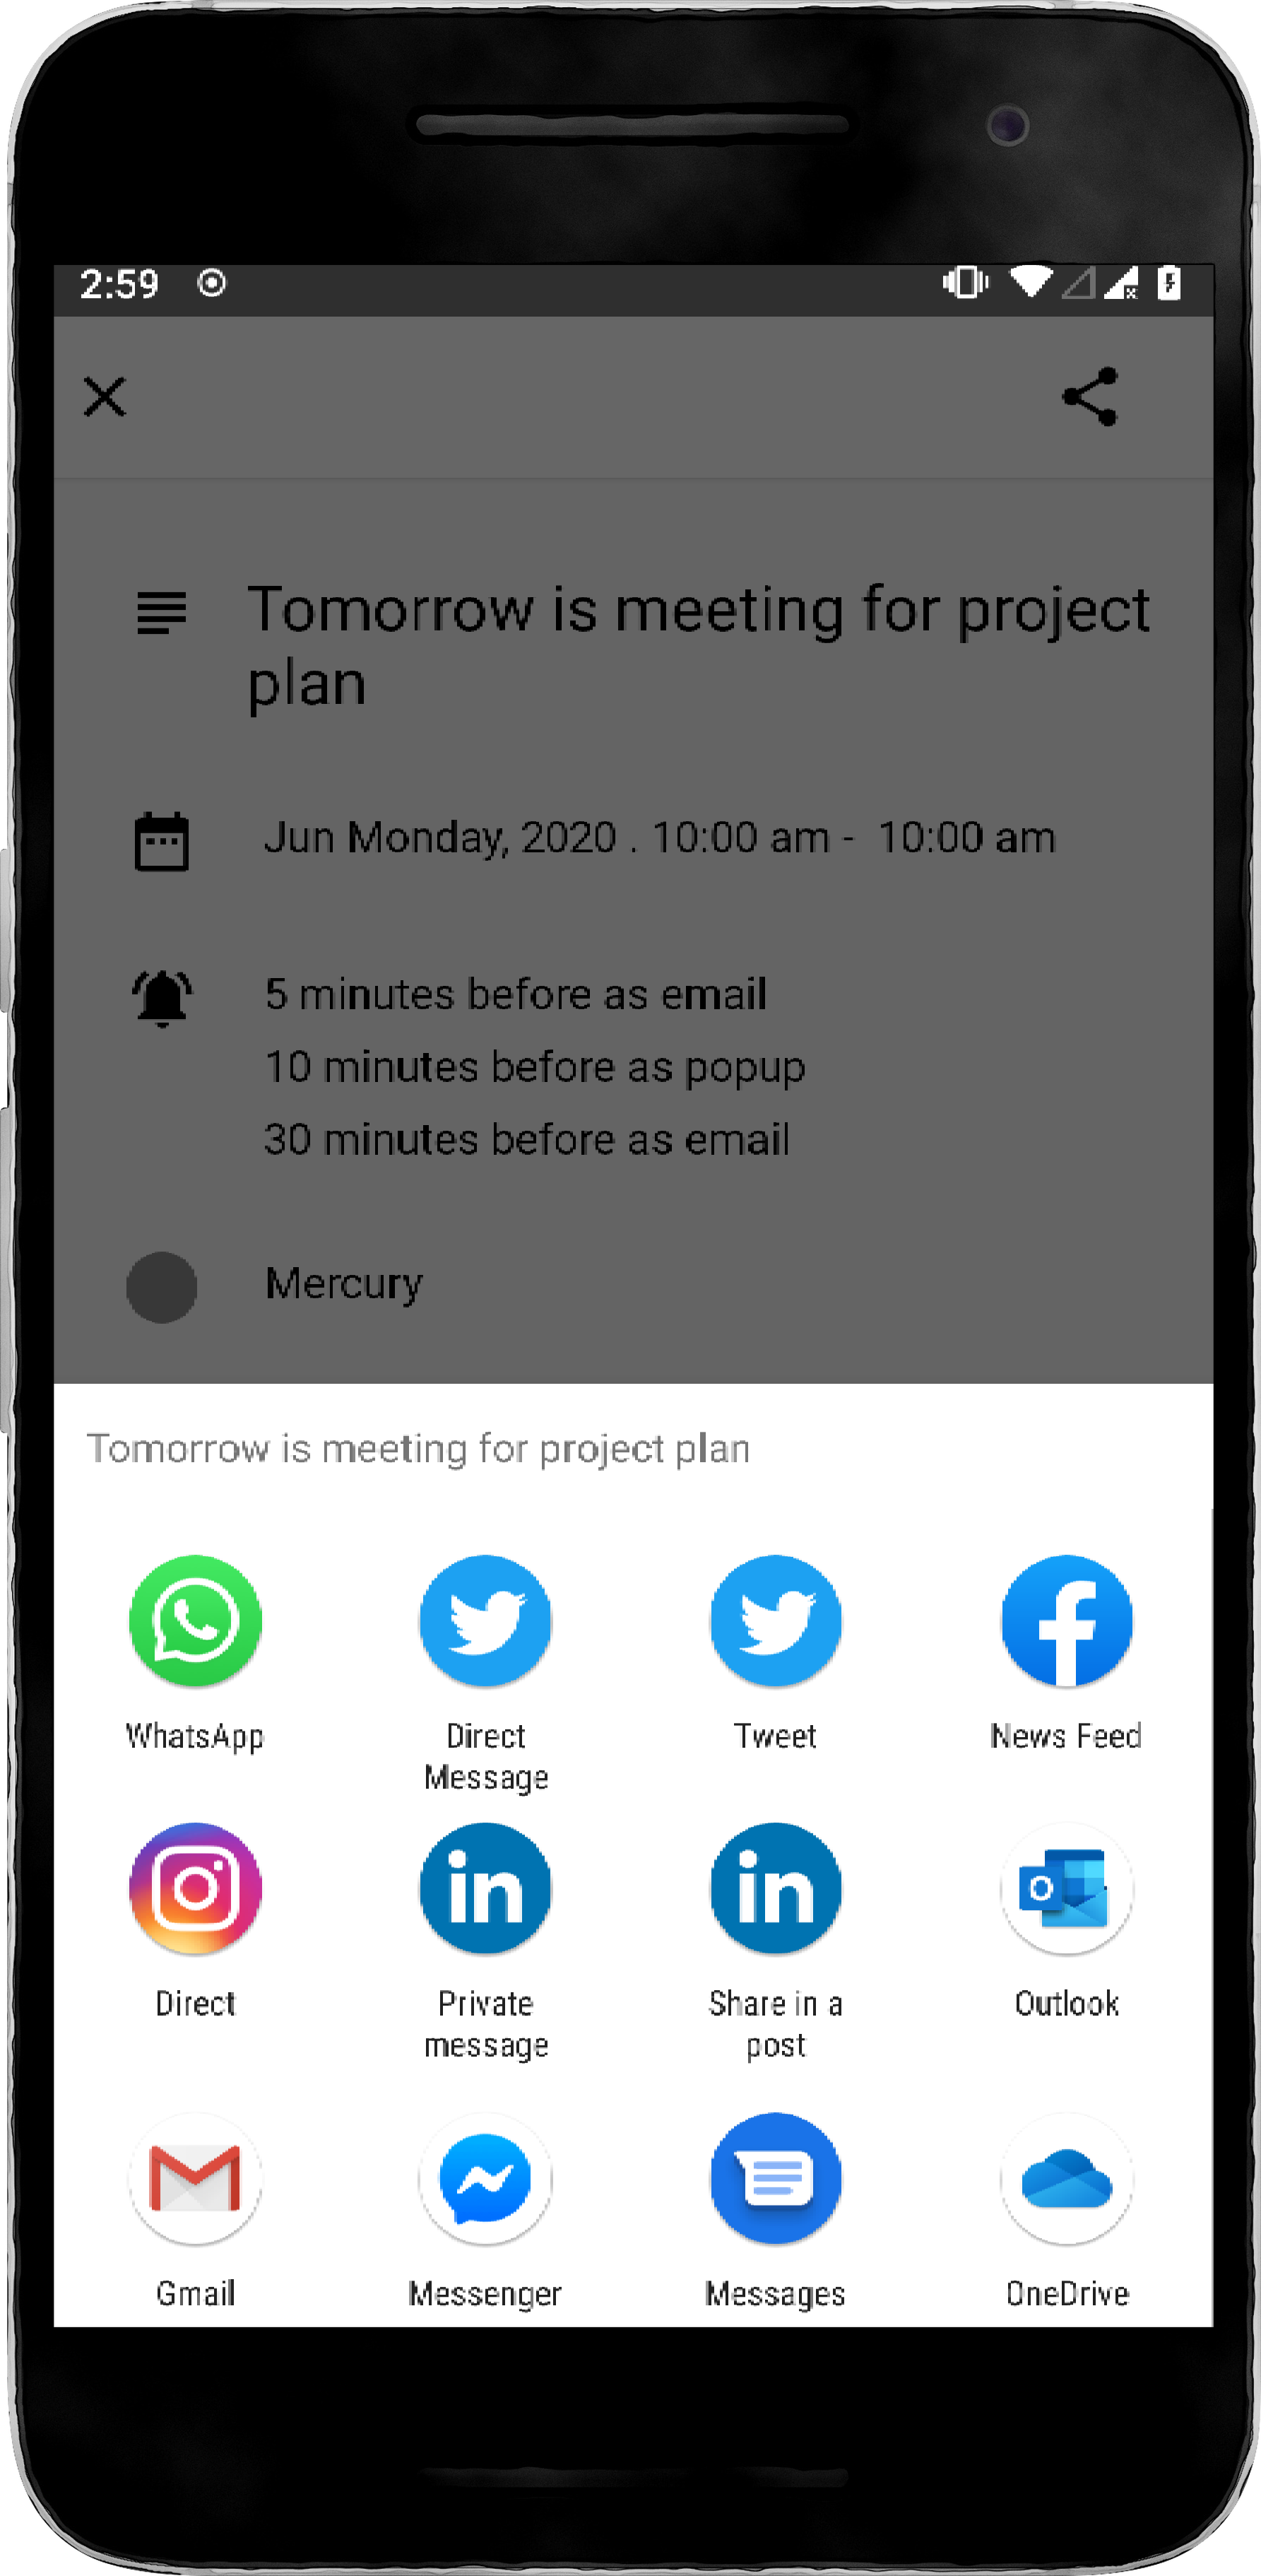 2:59
Tomorrow is meeting for project
plan
Jun Monday, 2020 . 10:00 am - 10:00 am
5 minutes before as email
10 minutes before as popup
30 minutes before as email
Mercury
Tomorrow is meeting for project plan
WhatsApp
Direct
Message
Tweet
News Feed
Direct
Private
message
Share in a
post
Outlook
Gmail
Messenger
Messages
OneDrive